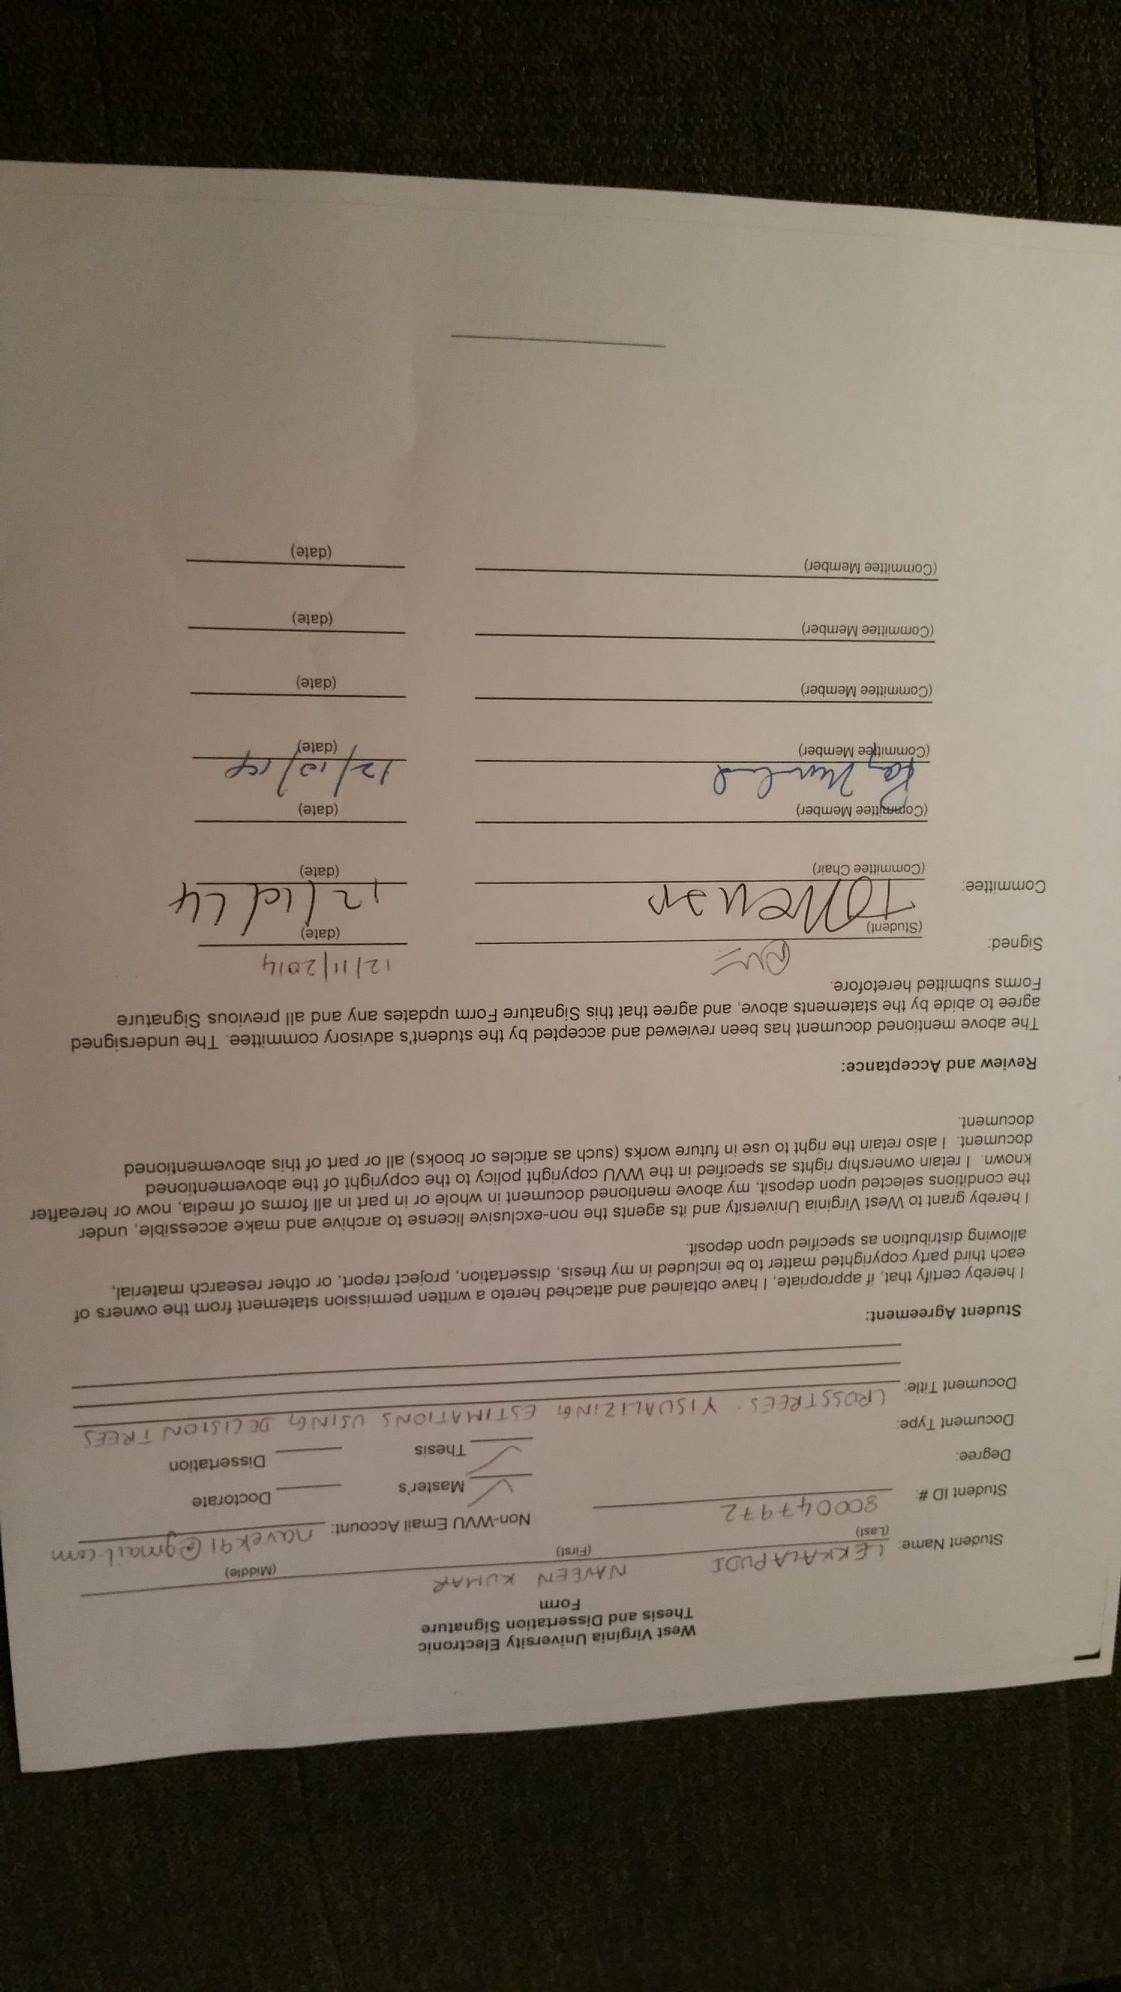 West Virginia University Electronic
Thesis and Dissertation Signature
Form
Student Name: LEKKALAPUDI NAVEEN KUMAR
(Last) (First) (Middle)
Student ID #: 800047972 Non-WVU Email Account: navek91@gmail.com
Degree: Master's Doctorate
Document Type: Thesis Dissertation
Document Title: CROSSTREES: VISUALIZING ESTIMATIONS USING DECISION TREES
Student Agreement:
I hereby certify that, if appropriate, I have obtained and attached hereto a written permission statement from the owners of
each third party copyrighted matter to be included in my thesis, dissertation, project report, or other research material,
allowing distribution as specified upon deposit.
I hereby grant to West Virginia University and its agents the non-exclusive license to archive and make accessible, under
the conditions selected upon deposit, my above mentioned document in whole or in part in all forms of media, now or hereafter
known. I retain ownership rights as specified in the WVU copyright policy to the copyright of the abovementioned
document. I also retain the right to use in future works (such as articles or books) all or part of this abovementioned
document.
Review and Acceptance:
The above mentioned document has been reviewed and accepted by the student's advisory committee. The undersigned
agree to abide by the statements above, and agree that this Signature Form updates any and all previous Signature
Forms submitted heretofore.
Signed: 12/11/2014
(Student) (date)
Committee:
(Committee Chair) (date)
(Committee Member) (date)
12/10/14
(Committee Member) (date)
(Committee Member) (date)
(Committee Member) (date)
(Committee Member) (date)